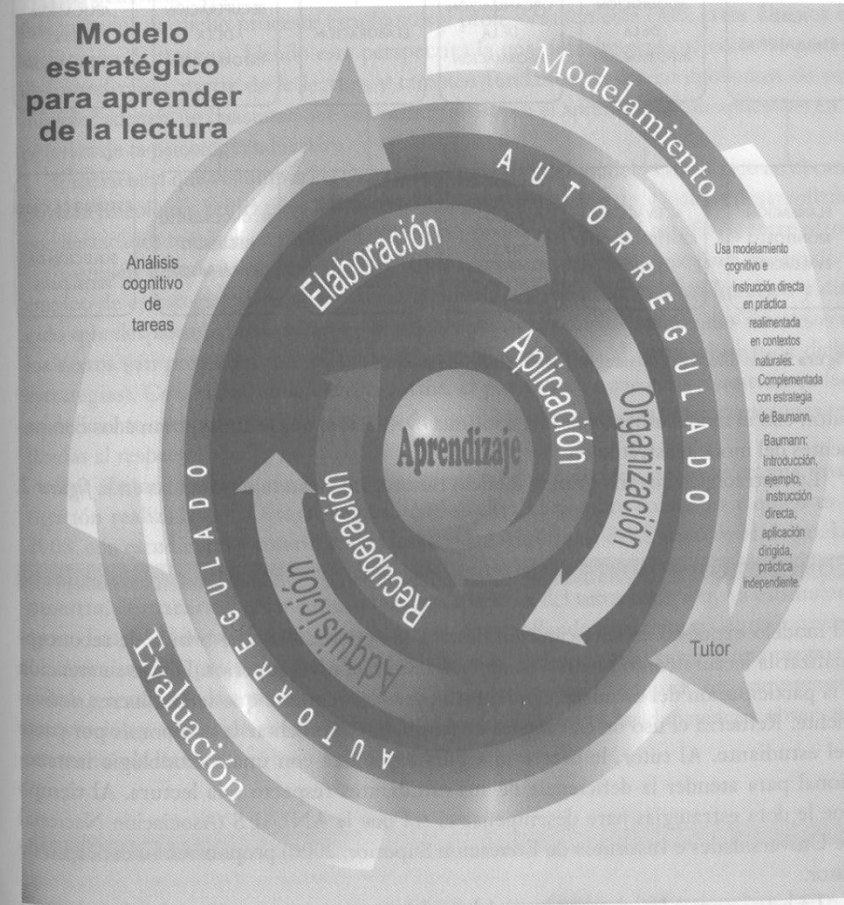 Modelo
estratégico
para aprender
de la lectura
Modelamiento
AUTORREGULADO
Elaboración
Aplicación
Organización
Aprendizaje
Recuperación
Adquisición
AUTORREGULADO
Evaluación
Análisis
cognitivo
de
tareas
Usa modelamiento
cognitivo e
instrucción directa
en práctica
realimentada
en contextos
naturales.
Complementada
con estrategia
de Baumann.
Baumann:
Introducción,
ejemplo,
instrucción
directa,
aplicación
dirigida,
práctica
independiente.
Tutor